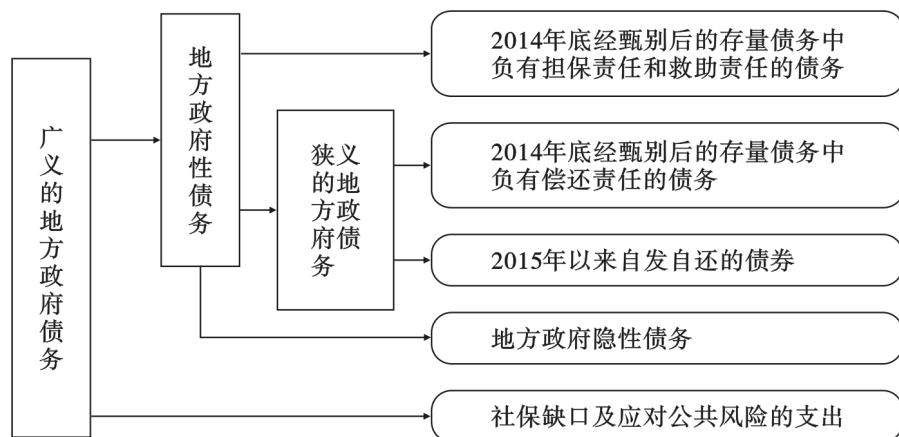 广义的地方政府债务
地方政府性债务
狭义的地方政府债务
2014年底经甄别后的存量债务中
负有担保责任和救助责任的债务
2014年底经甄别后的存量债务中
负有偿还责任的债务
2015年以来自发自还的债券
地方政府隐性债务
社保缺口及应对公共风险的支出